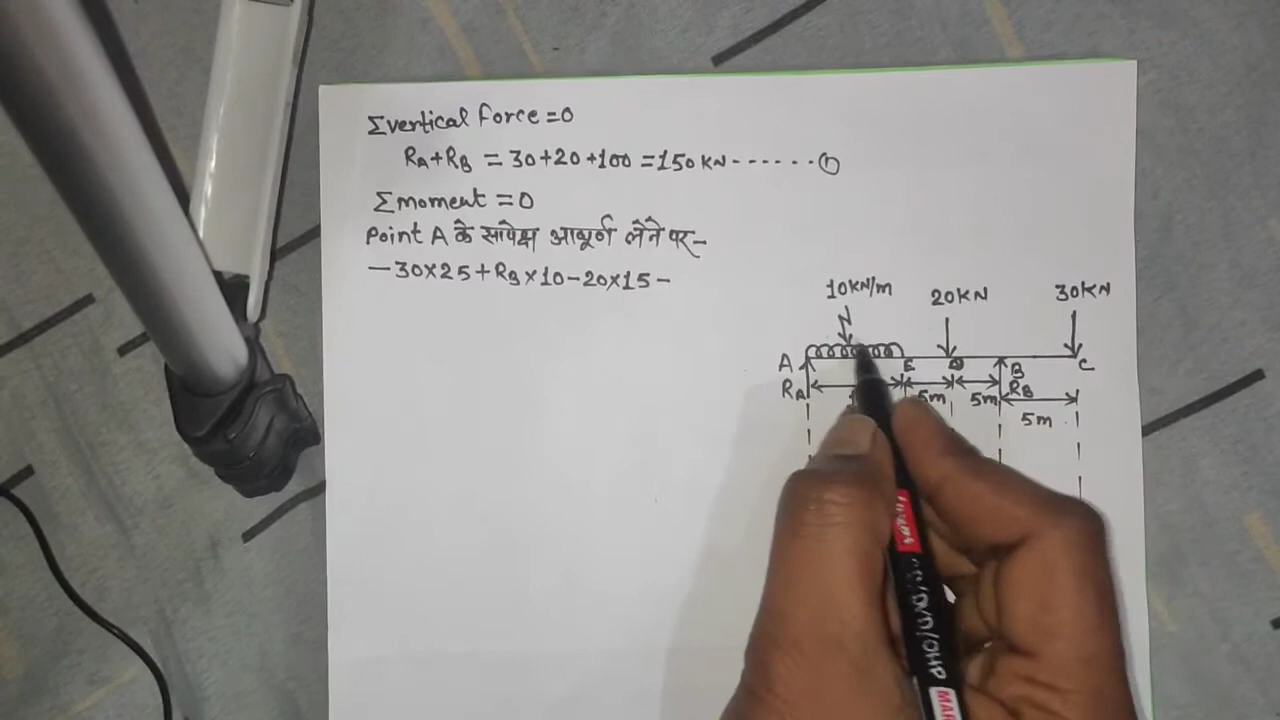 Σvertical force = 0
RA + RB = 30+20+100 = 150 KN ------ ①
Σmoment = 0
Point A के सापेक्ष आघूर्ण लेने पर-
-30×25+RB×10-20×15-
10KN/m 20KN 30KN
A E D B C
RA 5m 5m RB
5m